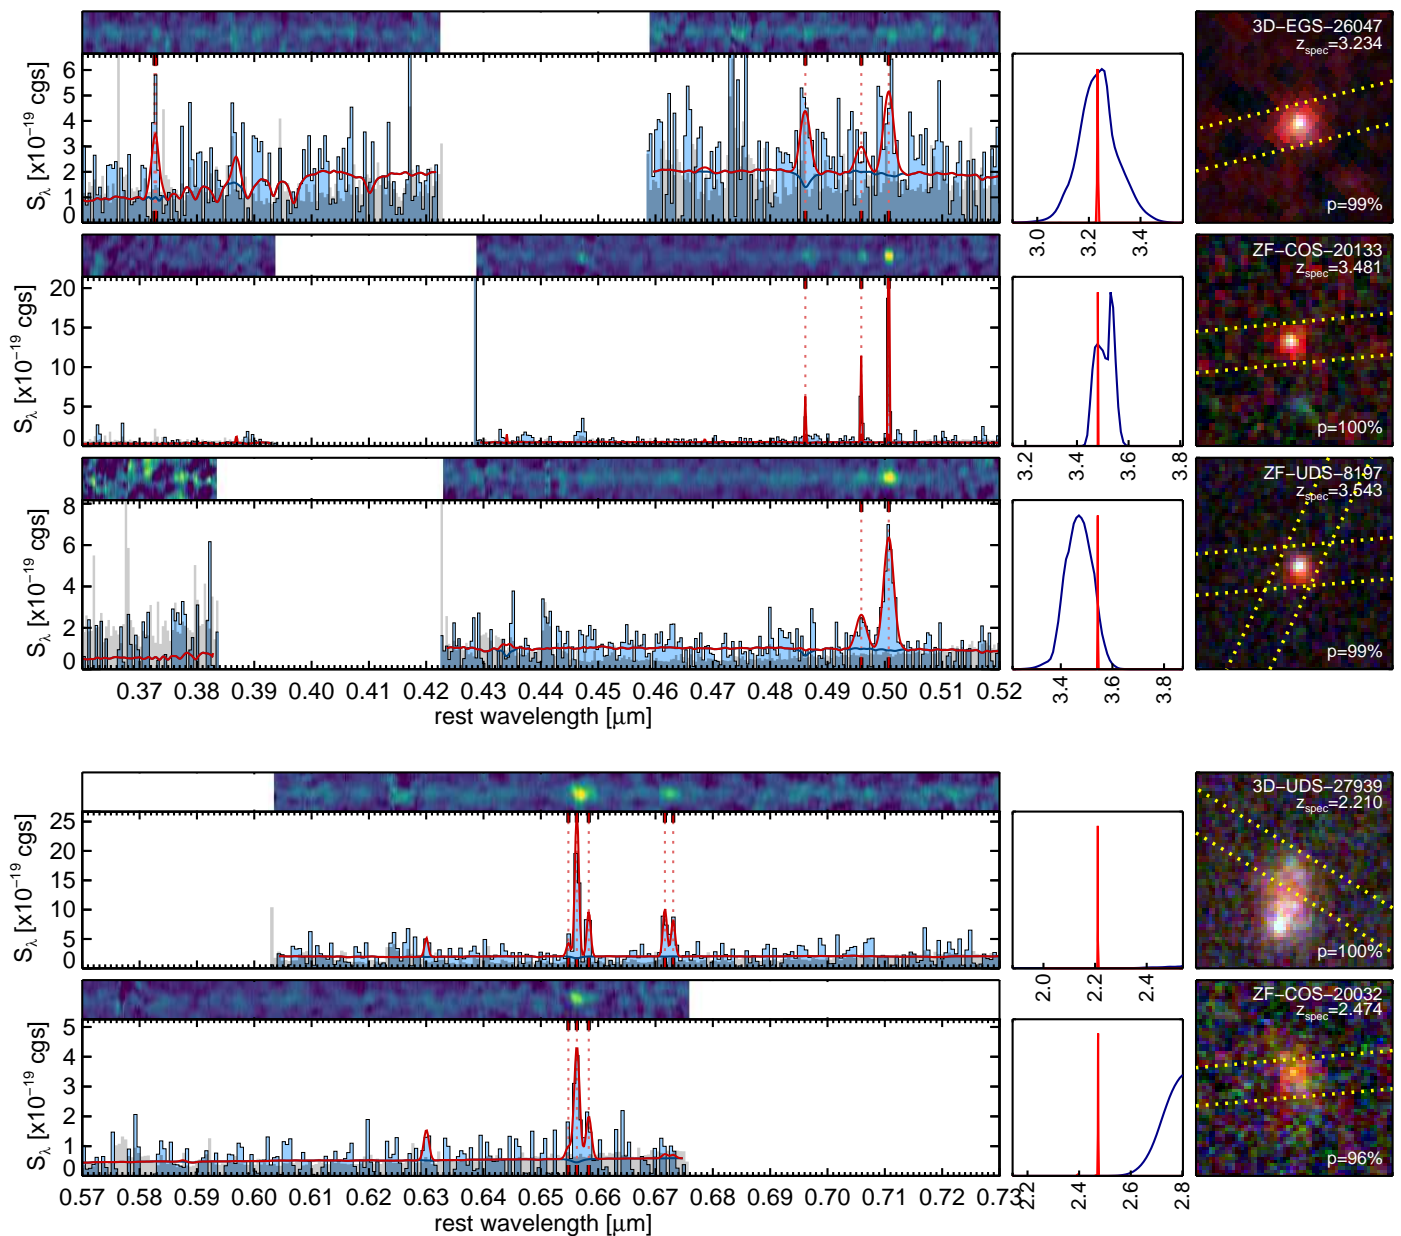 3D−EGS−26047
z_spec=3.234
p=99%
S_λ [x10^−19 cgs]
6
5
4
3
2
1
0
3.0
3.2
3.4
ZF−COS−20133
z_spec=3.481
p=100%
S_λ [x10^−19 cgs]
20
15
10
5
0
3.2
3.4
3.6
3.8
ZF−UDS−8197
z_spec=3.543
p=99%
S_λ [x10^−19 cgs]
8
6
4
2
0
3.4
3.6
3.8
0.37 0.38 0.39 0.40 0.41 0.42 0.43 0.44 0.45 0.46 0.47 0.48 0.49 0.50 0.51 0.52
rest wavelength [μm]
3D−UDS−27939
z_spec=2.210
p=100%
S_λ [x10^−19 cgs]
25
20
15
10
5
0
2.0
2.2
2.4
ZF−COS−20032
z_spec=2.474
p=96%
S_λ [x10^−19 cgs]
5
4
3
2
1
0
2.2
2.4
2.6
2.8
0.57 0.58 0.59 0.60 0.61 0.62 0.63 0.64 0.65 0.66 0.67 0.68 0.69 0.70 0.71 0.72 0.73
rest wavelength [μm]